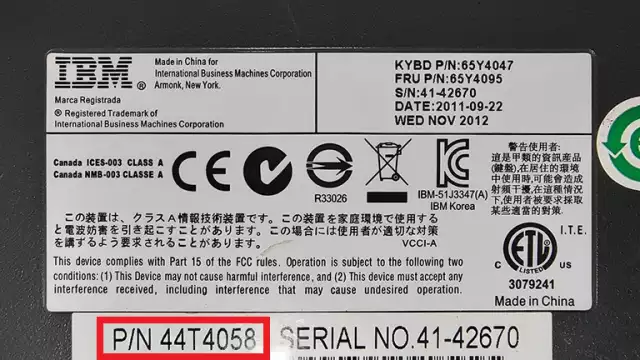 IBM®
Made in China for
International Business Machines Corporation
Armonk, New York.
Marca Registrada
® Registered Trademark of
International Business Machines Corporation
KYBD P/N:65Y4047
FRU P/N:65Y4095
S/N:41-42670
DATE:2011-09-22
WED NOV 2012
Canada ICES-003 CLASS A
Canada NMB-003 CLASSE A
CE
N
R33026
IBM-51J3347(A)
IBM Korea
警告使用者:
這是甲類的資訊産品
(鍵盤),在居住的環境
中使用時,可能會造成
射頻干擾,在這種情況
下,使用者被要求採取
某些適當的對策。
この装置は、クラスA情報技術装置です。この装置を家庭環境で使用する
と電波妨害を引き起こすことがあります。この場合には使用者が適切な対策
を講ずるよう要求されることがあります。
VCCI-A
This device complies with Part 15 of the FCC rules. Operation is subject to the following two
conditions: (1) This Device may not cause harmful interference, and (2) This device must accept any
interference received, including interference that may cause undesired operation.
ETL
C US
I.T.E.
3079241
Made in China
P/N 44T4058 SERIAL NO.41-42670